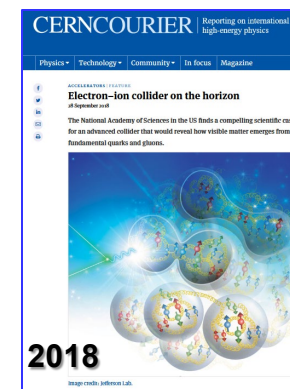 CERNCOURIER | Reporting on international
high-energy physics
Physics Technology Community In focus Magazine
ACCELERATORS | FEATURE
Electron–ion collider on the horizon
28 September 2018
The National Academy of Sciences in the US finds a compelling scientific ca
for an advanced collider that would reveal how visible matter emerges from
fundamental quarks and gluons.
2018
Image credit: Jefferson Lab.